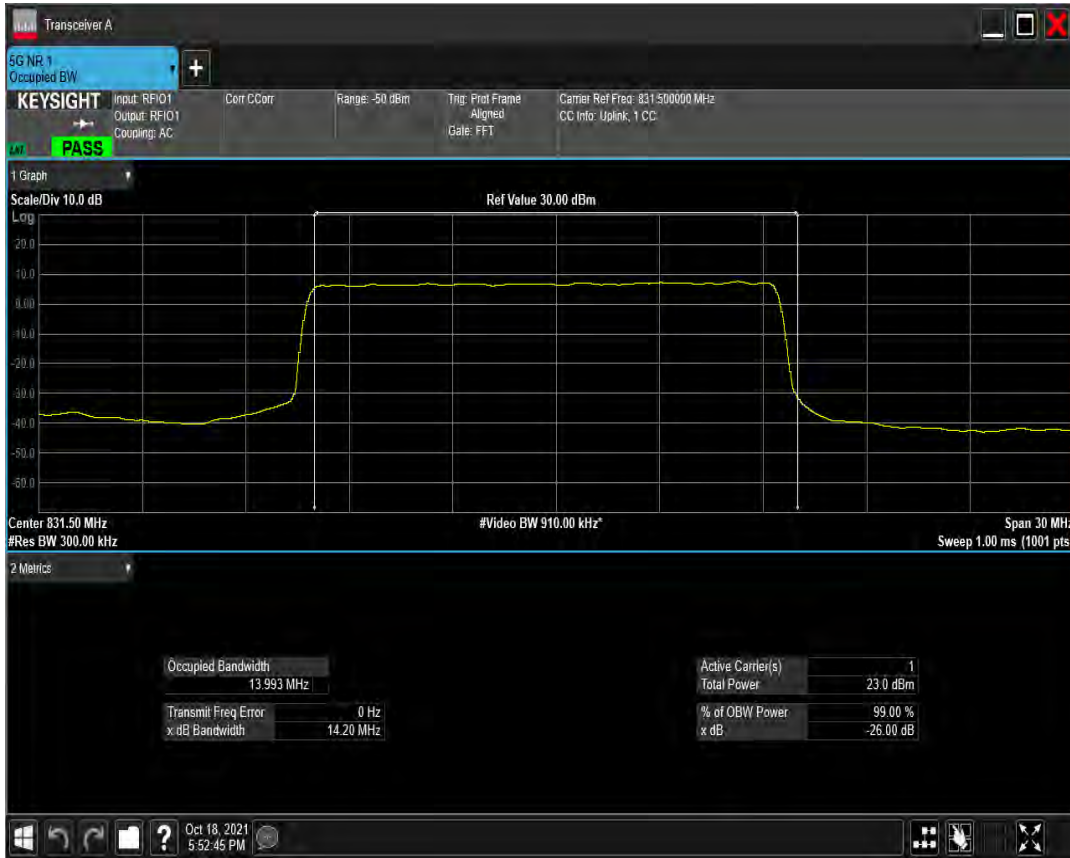 Transceiver A
5G NR 1
Occupied BW
+
KEYSIGHT
Input: RFIO1
Output: RFIO1
Coupling: AC
Corr CCorr
Range: -50 dBm
Trig: Prot Frame
Aligned
Gate: FFT
Carrier Ref Freq: 831.500000 MHz
CC Info: Uplink, 1 CC
PASS
1 Graph
Scale/Div 10.0 dB
Ref Value 30.00 dBm
Log
20.0
10.0
0.00
-10.0
-20.0
-30.0
-40.0
-50.0
-60.0
Center 831.50 MHz
#Video BW 910.00 kHz*
Span 30 MHz
#Res BW 300.00 kHz
Sweep 1.00 ms (1001 pts
2 Metrics
Occupied Bandwidth
13.993 MHz
Transmit Freq Error 0 Hz
x dB Bandwidth 14.20 MHz
Active Carrier(s) 1
Total Power 23.0 dBm
% of OBW Power 99.00 %
x dB -26.00 dB
?
Oct 18, 2021
5:52:45 PM